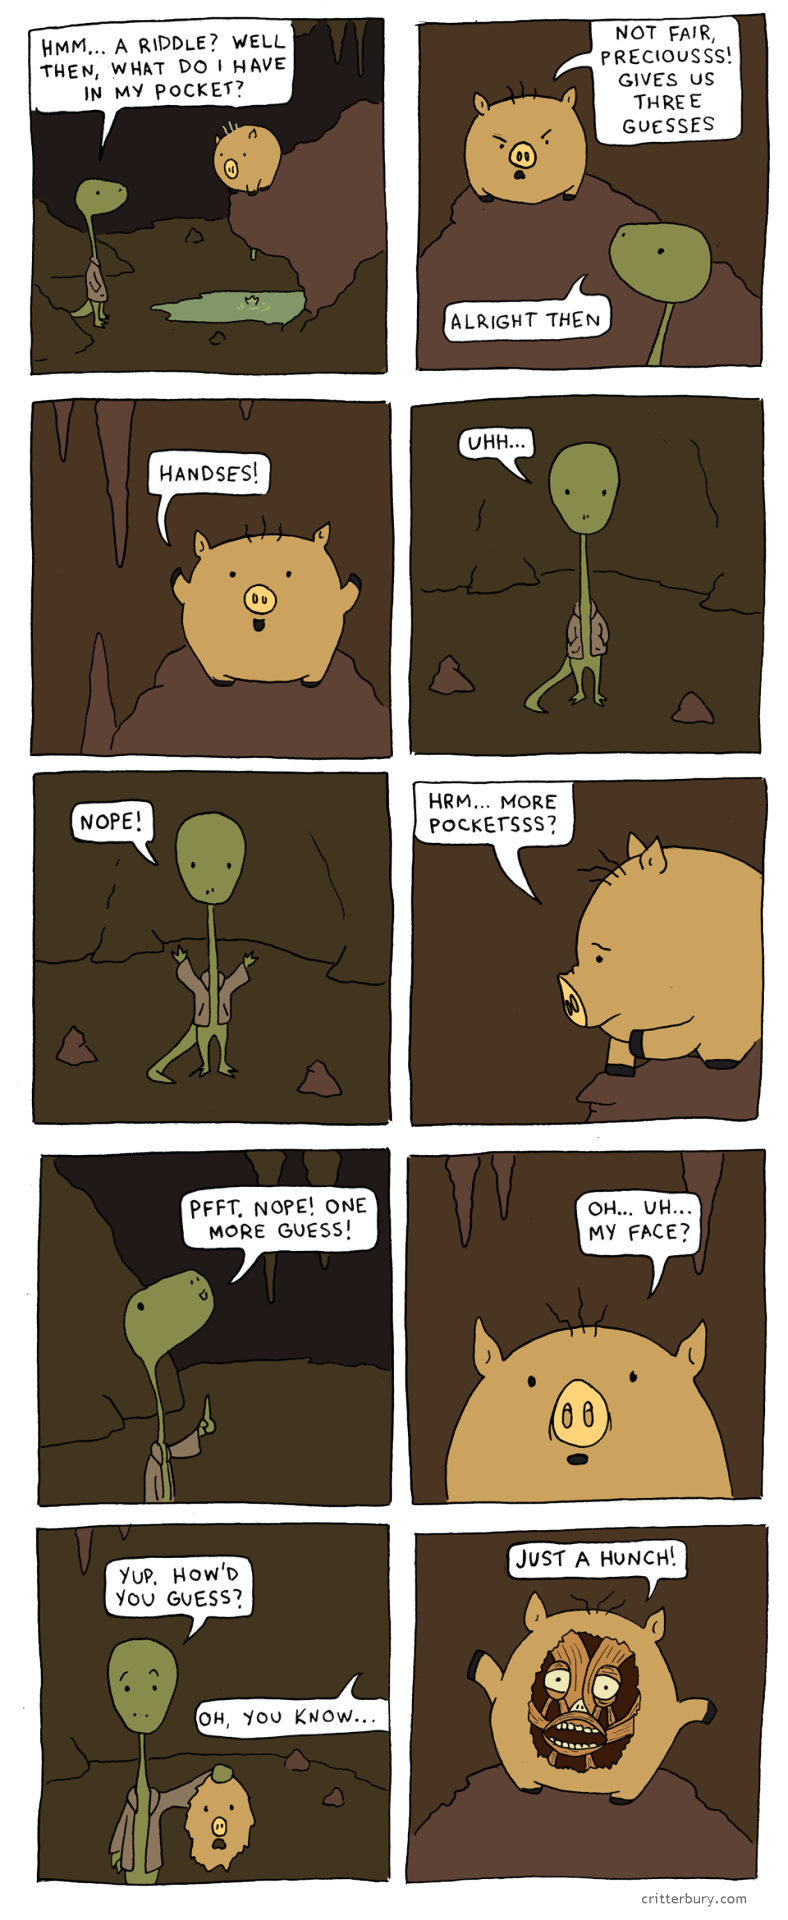 HMM... A RIDDLE? WELL
THEN, WHAT DO I HAVE
IN MY POCKET?
NOT FAIR,
PRECIOUSSS!
GIVES US
THREE
GUESSES
ALRIGHT THEN
HANDSES!
UHH...
NOPE!
HRM... MORE
POCKETSSS?
PFFT. NOPE! ONE
MORE GUESS!
OH... UH...
MY FACE?
YUP. HOW'D
YOU GUESS?
OH, YOU KNOW...
JUST A HUNCH!
critterbury.com